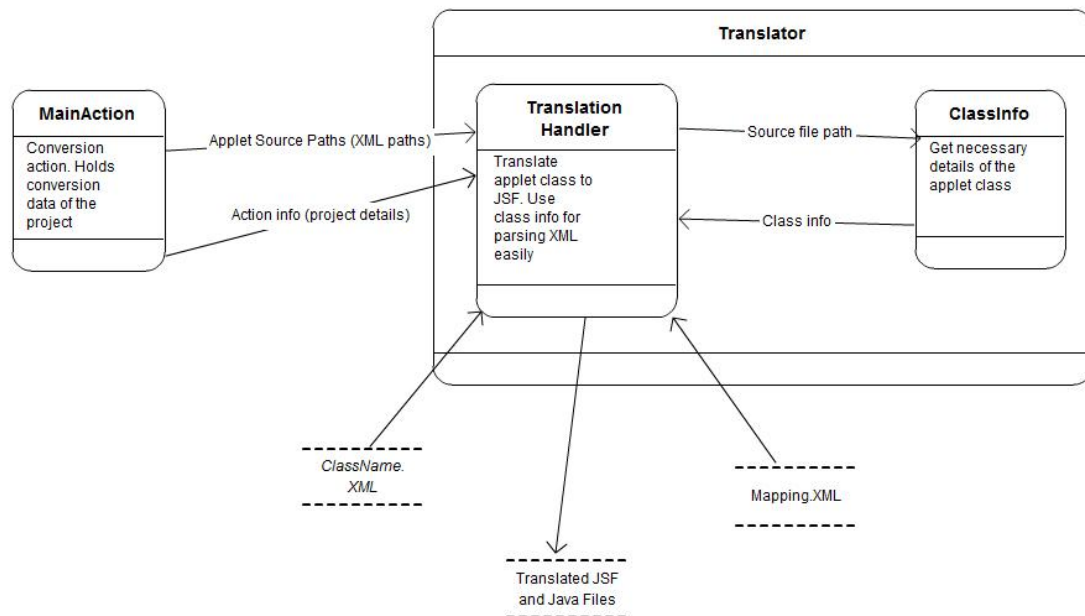 Translator
MainAction
Conversion
action. Holds
conversion
data of the
project
Applet Source Paths (XML paths)
Action info (project details)
Translation
Handler
Translate
applet class to
JSF. Use
class info for
parsing XML
easily
Source file path
Class info
ClassInfo
Get necessary
details of the
applet class
ClassName.
XML
Mapping.XML
Translated JSF
and Java Files